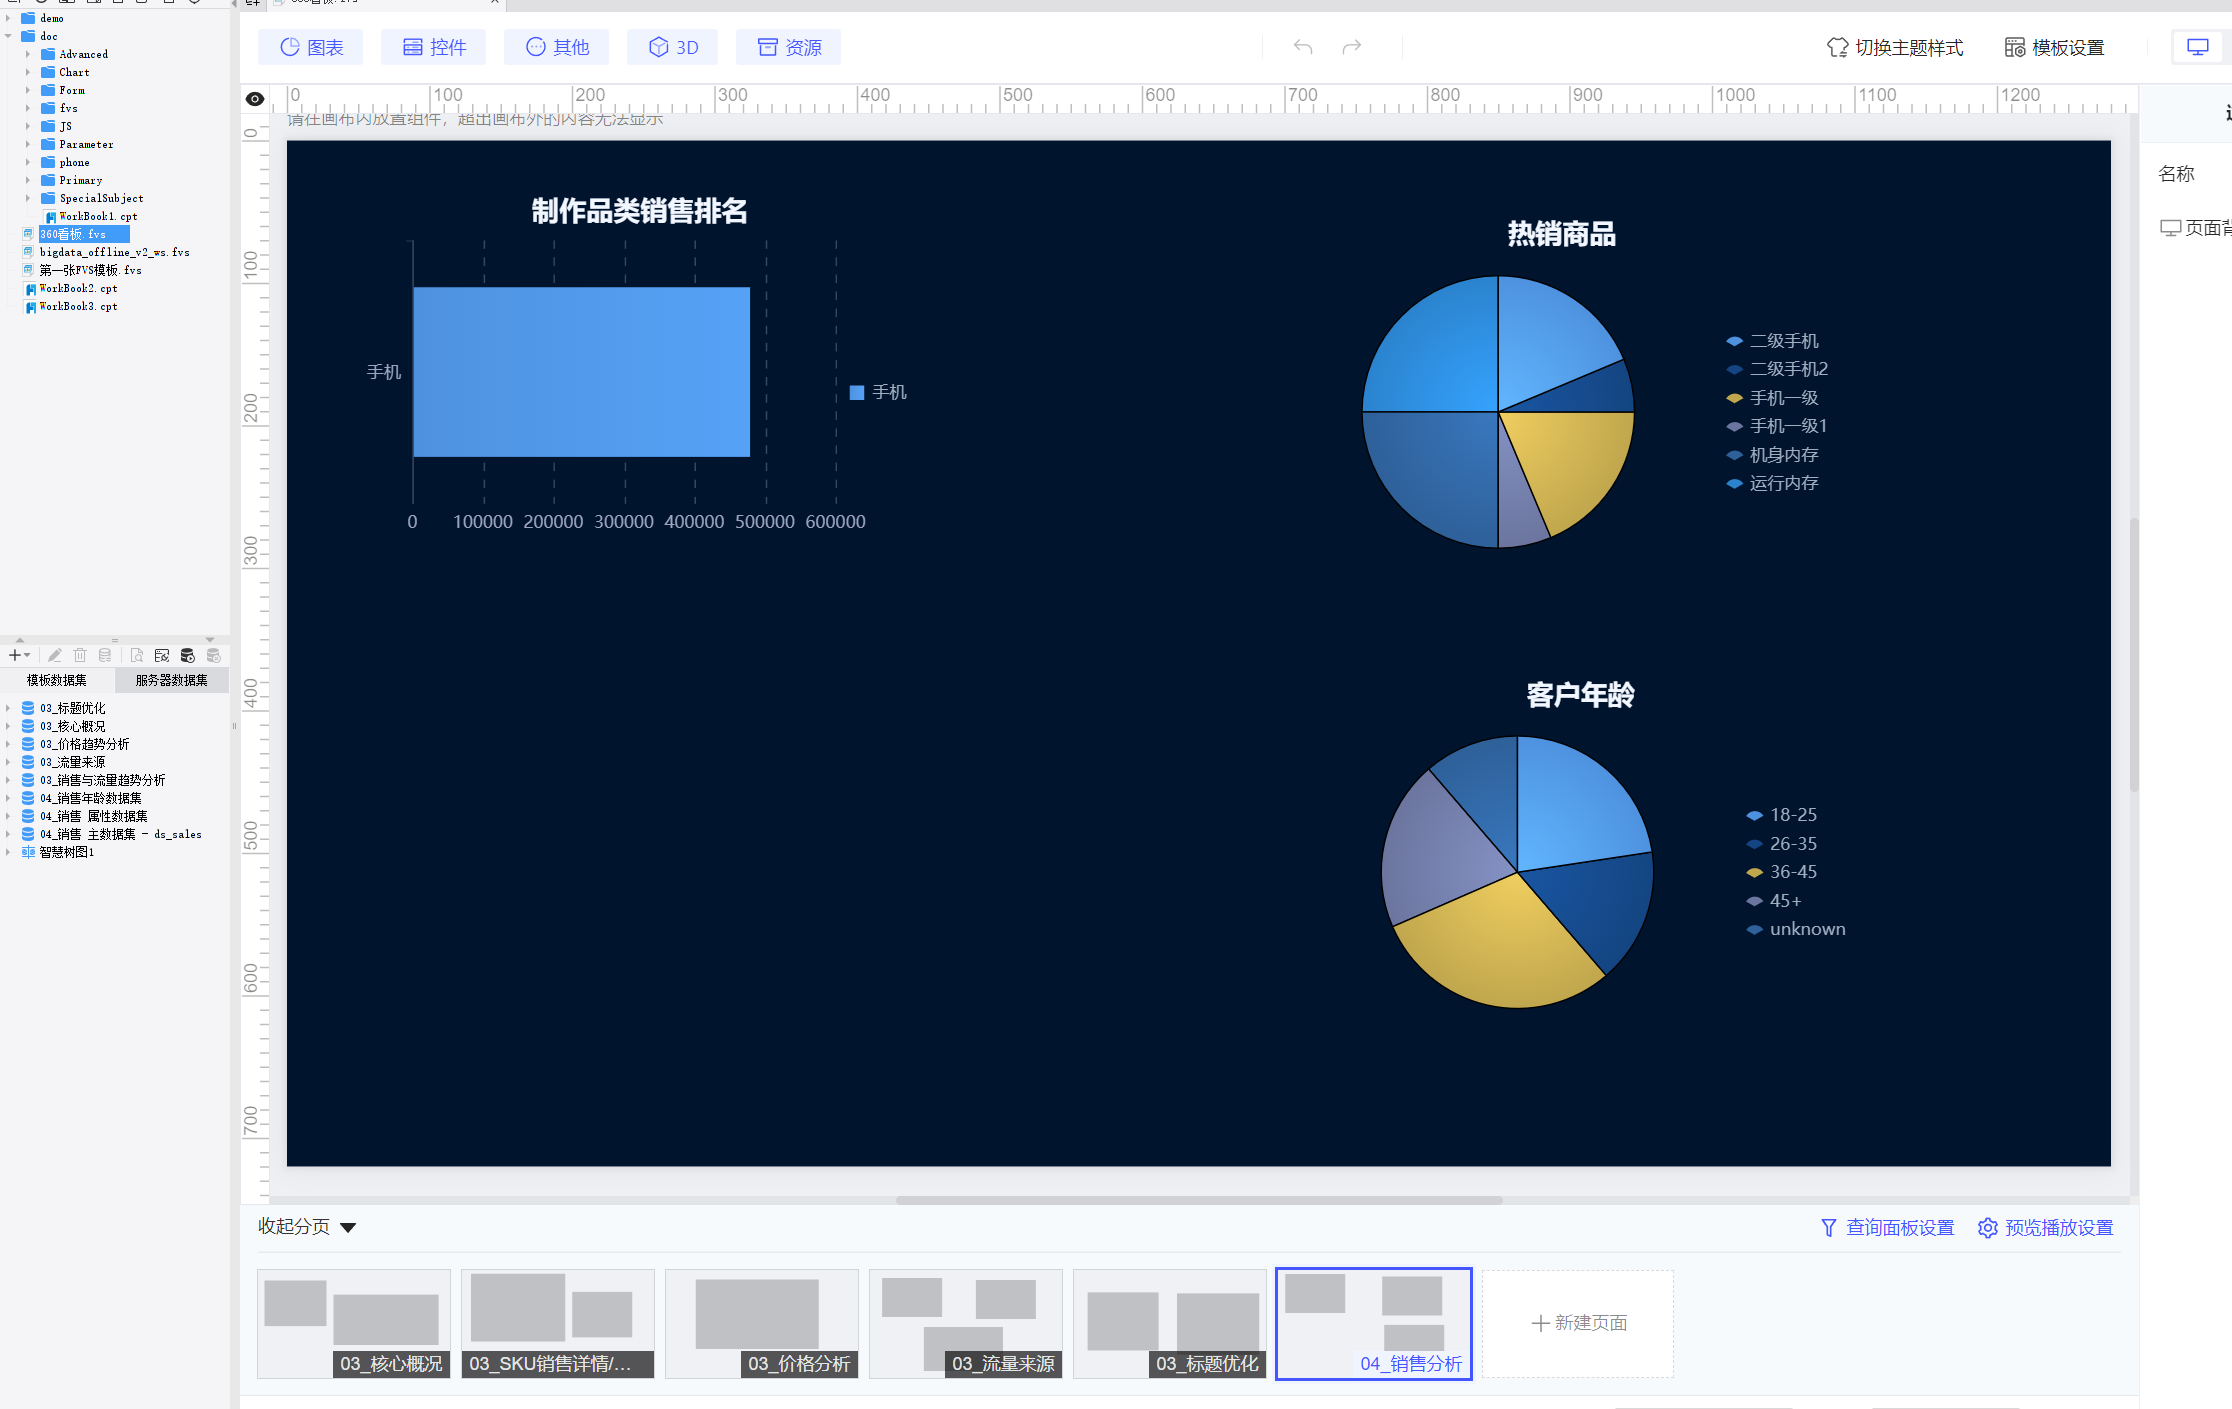 demo
doc
Advanced
Chart
Form
fvs
JS
Parameter
phone
Primary
SpecialSubject
WorkBook1.cpt
360看板.fvs
bigdata_offline_v2_ws.fvs
第一张FVS模板.fvs
WorkBook2.cpt
WorkBook3.cpt
模板数据集 服务器数据集
03_标题优化
03_核心概况
03_价格趋势分析
03_流量来源
03_销售与流量趋势分析
04_销售年龄数据集
04_销售 属性数据集
04_销售 主数据集 - ds_sales
智慧树图1
图表 控件 其他 3D 资源 切换主题样式 模板设置
0 100 200 300 400 500 600 700 800 900 1000 1100 1200
0
100
200
300
400
500
600
700
请在画布内放置组件，超出画布外的内容无法显示
制作品类销售排名
手机
手机
0 100000 200000 300000 400000 500000 600000
热销商品
二级手机
二级手机2
手机一级
手机一级1
机身内存
运行内存
客户年龄
18-25
26-35
36-45
45+
unknown
名称
页面背
收起分页 查询面板设置 预览播放设置
03_核心概况 03_SKU销售详情/... 03_价格分析 03_流量来源 03_标题优化 04_销售分析 新建页面